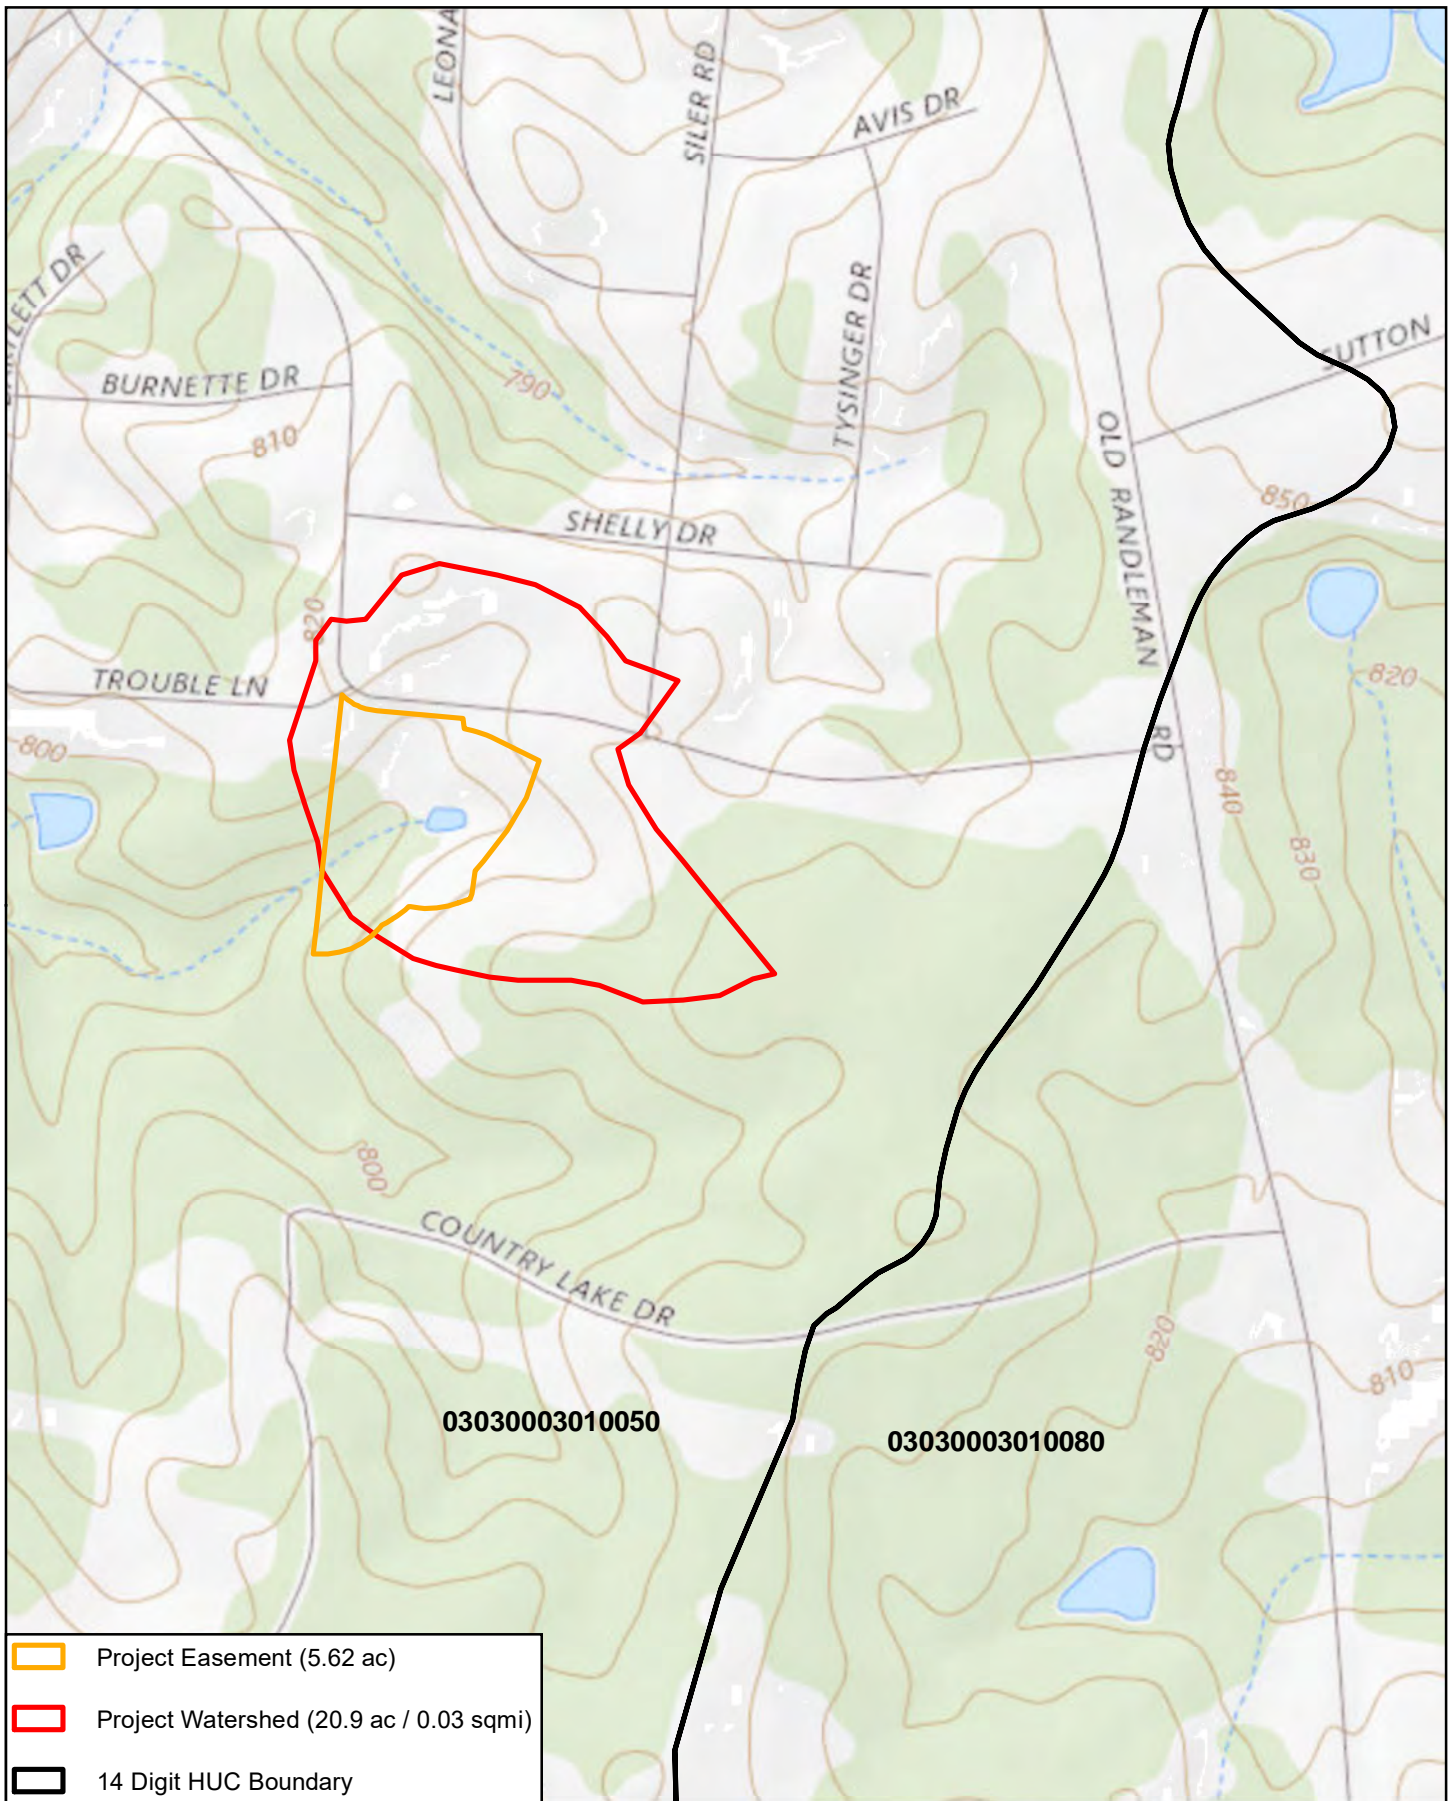 LEONA
SILER RD
AVIS DR
TLETT DR
TYSINGER DR
SUTTON
BURNETTE DR
790
810
OLD RANDLEMAN RD
850
SHELLY DR
820
TROUBLE LN
820
800
840
830
800
COUNTRY LAKE DR
820
810
03030003010050
03030003010080
Project Easement (5.62 ac)
Project Watershed (20.9 ac / 0.03 sqmi)
14 Digit HUC Boundary